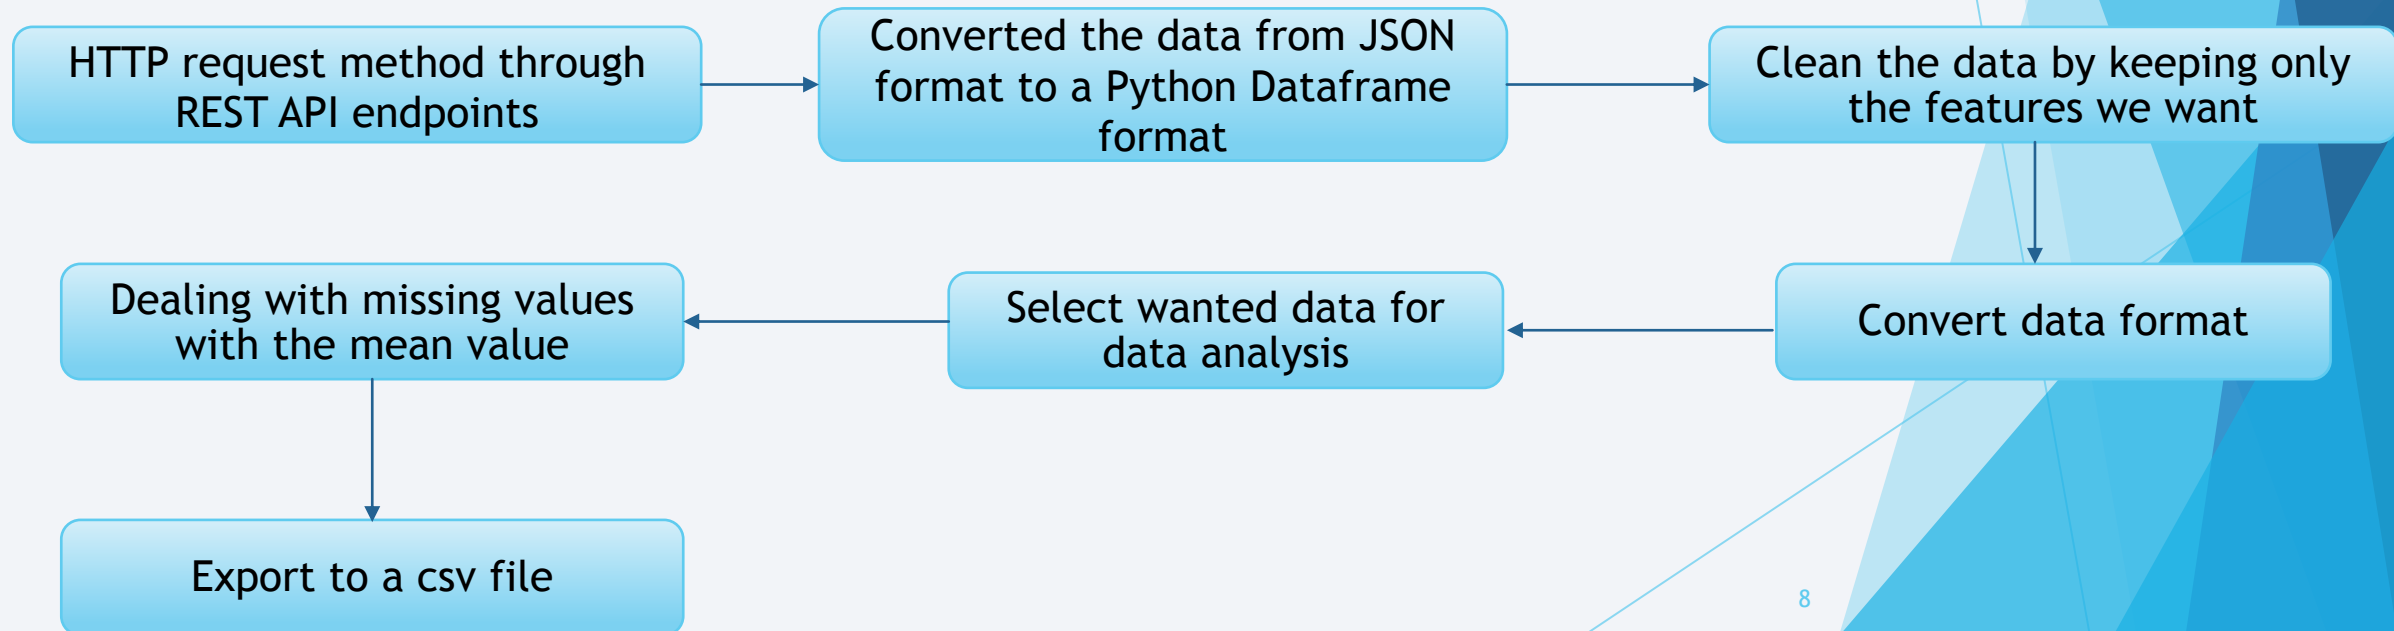 HTTP request method through
REST API endpoints
Converted the data from JSON
format to a Python Dataframe
format
Clean the data by keeping only
the features we want
Convert data format
Select wanted data for
data analysis
Dealing with missing values
with the mean value
Export to a csv file
8